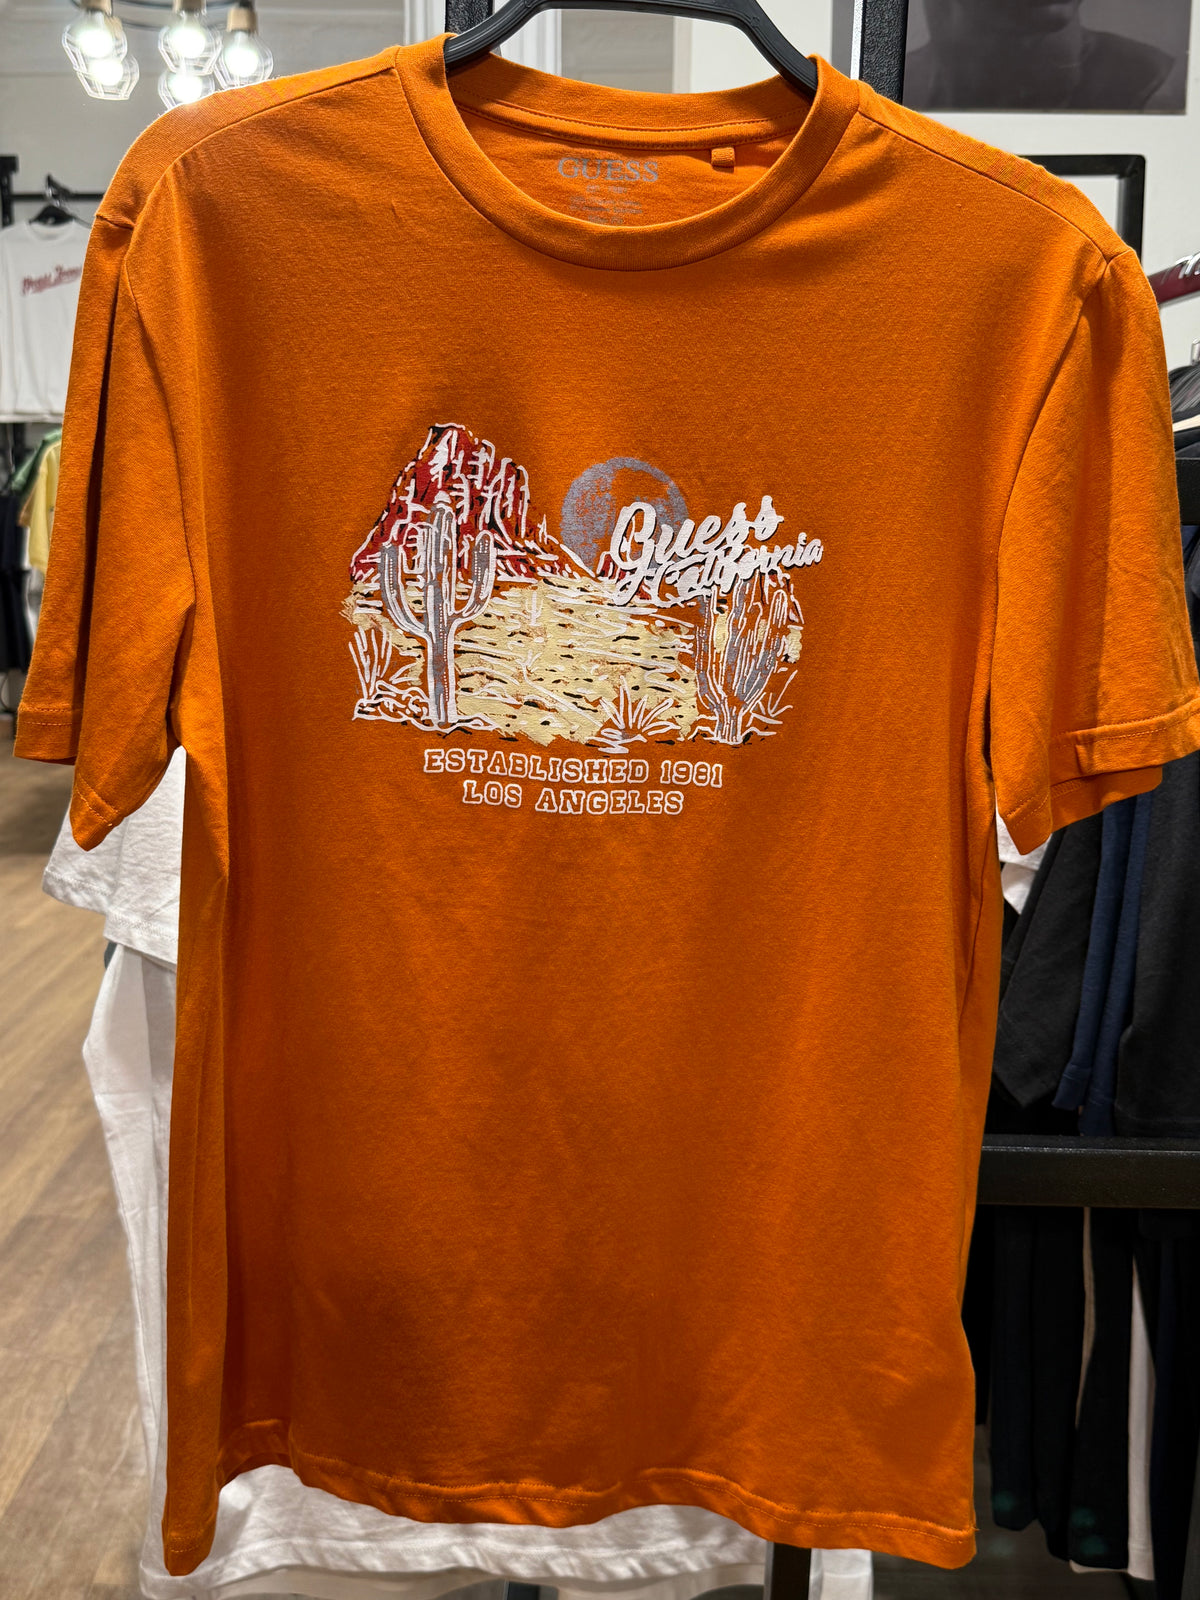 GUESS
Guess
California
ESTABLISHED 1981
LOS ANGELES